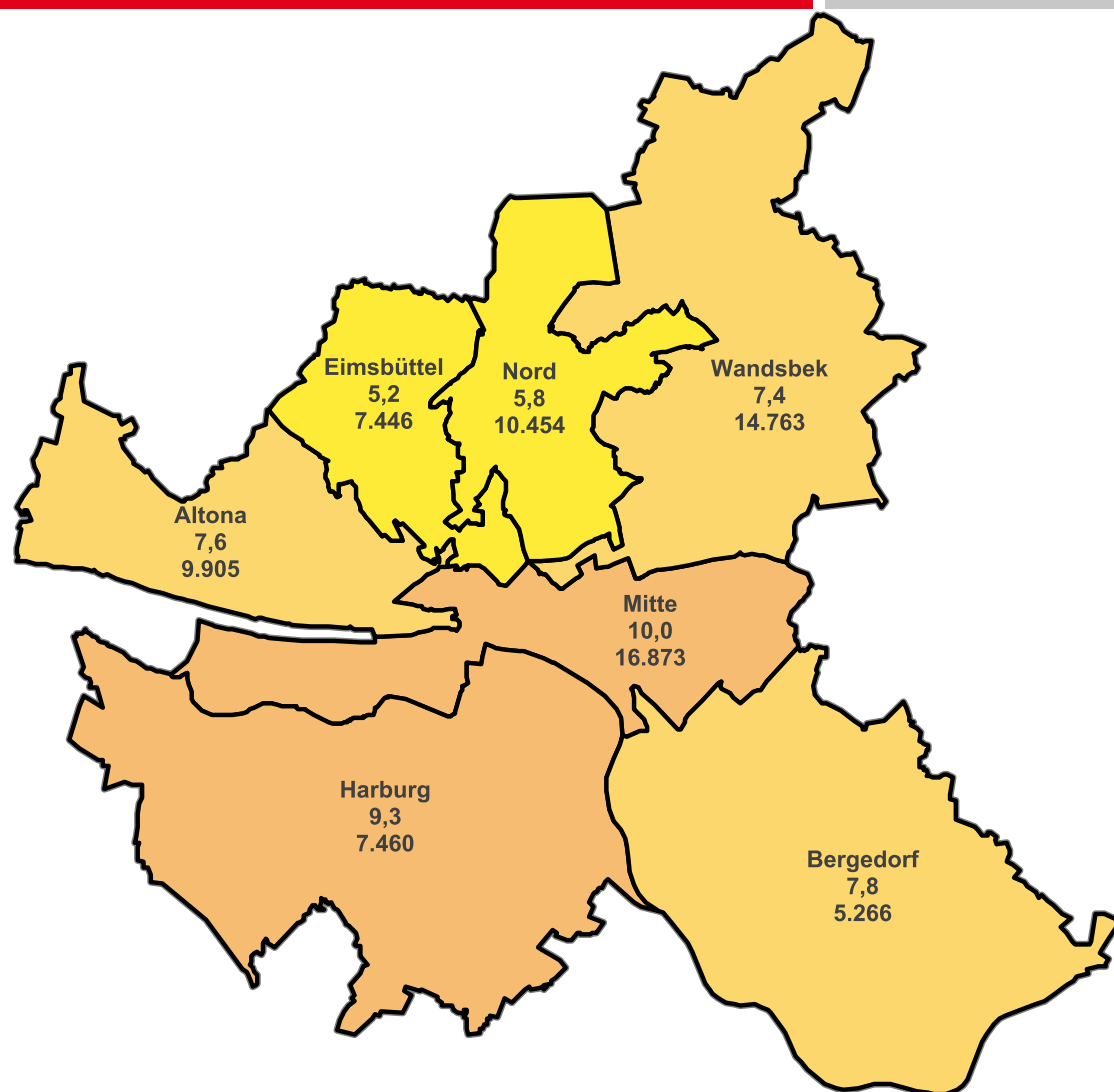 Eimsbüttel
5,2
7.446
Nord
5,8
10.454
Wandsbek
7,4
14.763
Altona
7,6
9.905
Mitte
10,0
16.873
Harburg
9,3
7.460
Bergedorf
7,8
5.266